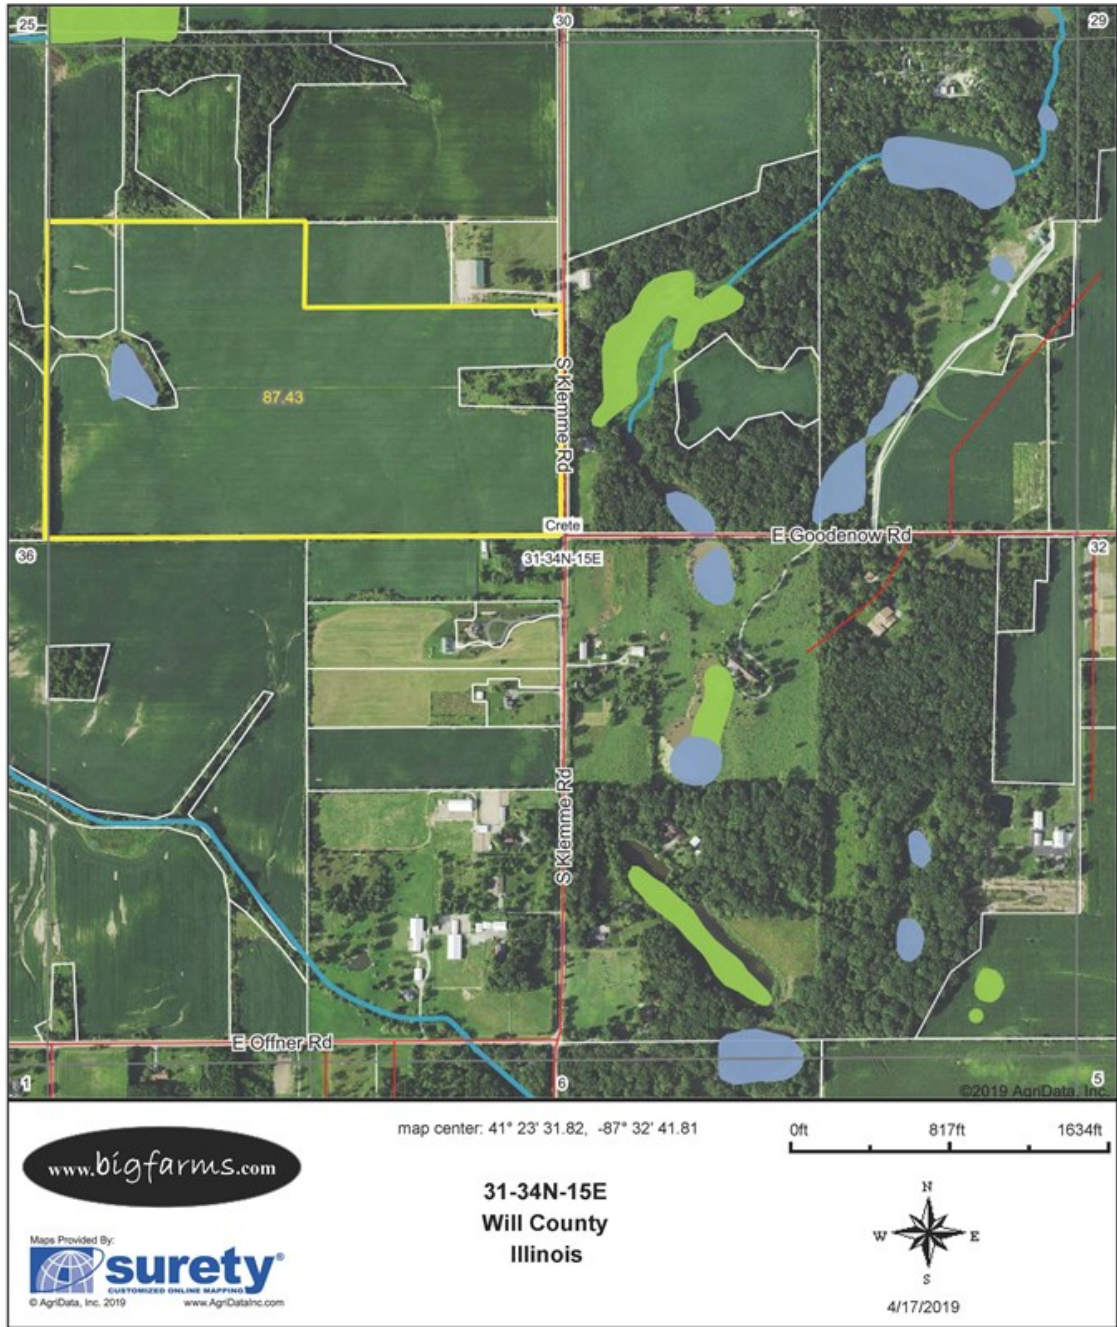 25
30
29
87.43
S Klemme Rd
Crete
E Goodenow Rd
36
31-34N-15E
32
S Klemme Rd
E Offner Rd
1
6
5
©2019 AgriData, Inc.
map center: 41° 23' 31.82, -87° 32' 41.81
0ft 817ft 1634ft
www.bigfarms.com
31-34N-15E
Will County
Illinois
N
W E
S
Maps Provided By:
surety®
CUSTOMIZED ONLINE MAPPING
© AgriData, Inc. 2019 www.AgriDataInc.com
4/17/2019